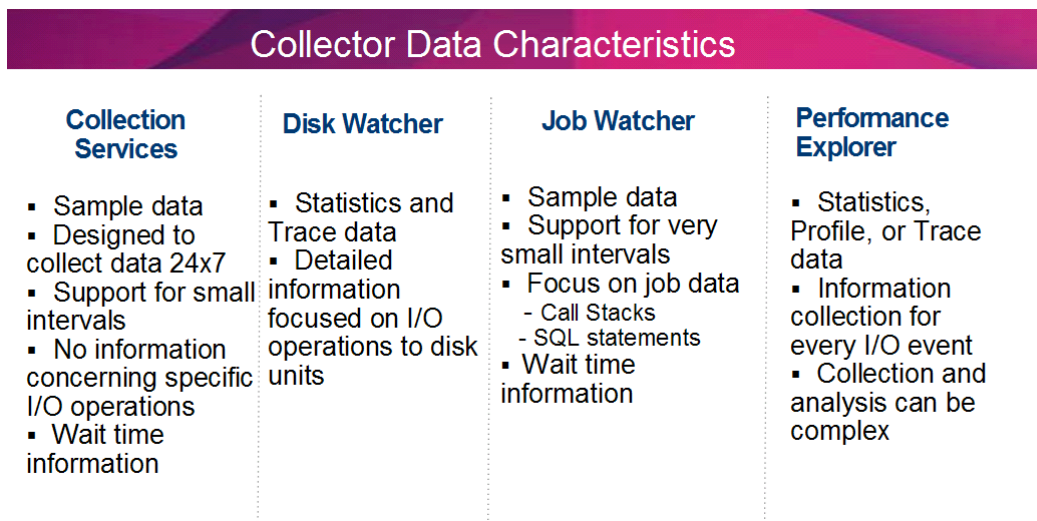 Collector Data Characteristics
Collection
Services
▪ Sample data
▪ Designed to
collect data 24x7
▪ Support for small
intervals
▪ No information
concerning specific
I/O operations
▪ Wait time
information
Disk Watcher
▪ Statistics and
Trace data
▪ Detailed
information
focused on I/O
operations to disk
units
Job Watcher
▪ Sample data
▪ Support for very
small intervals
▪ Focus on job data
- Call Stacks
- SQL statements
▪ Wait time
information
Performance
Explorer
▪ Statistics,
Profile, or Trace
data
▪ Information
collection for
every I/O event
▪ Collection and
analysis can be
complex